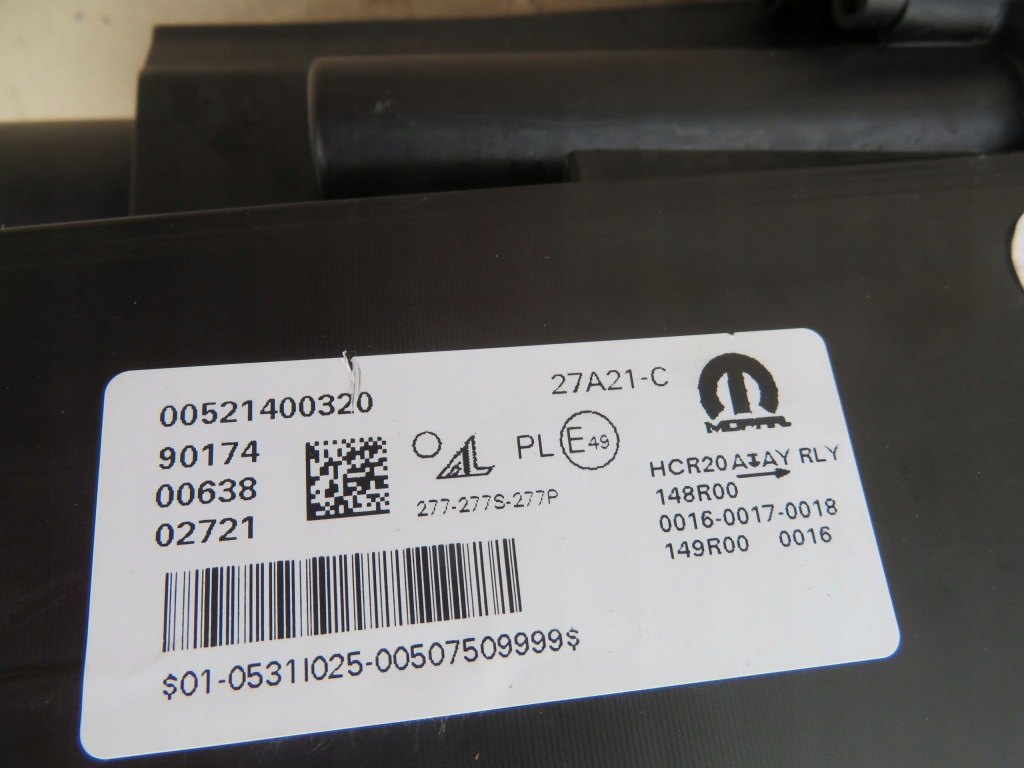 00521400320
27A21-C
MOPAR
90174
00638
02721
AL
277-277S-277P
PL E49
HCR20 A AY RLY
148R00
0016-0017-0018
149R00 0016
$01-0531I025-00507509999$